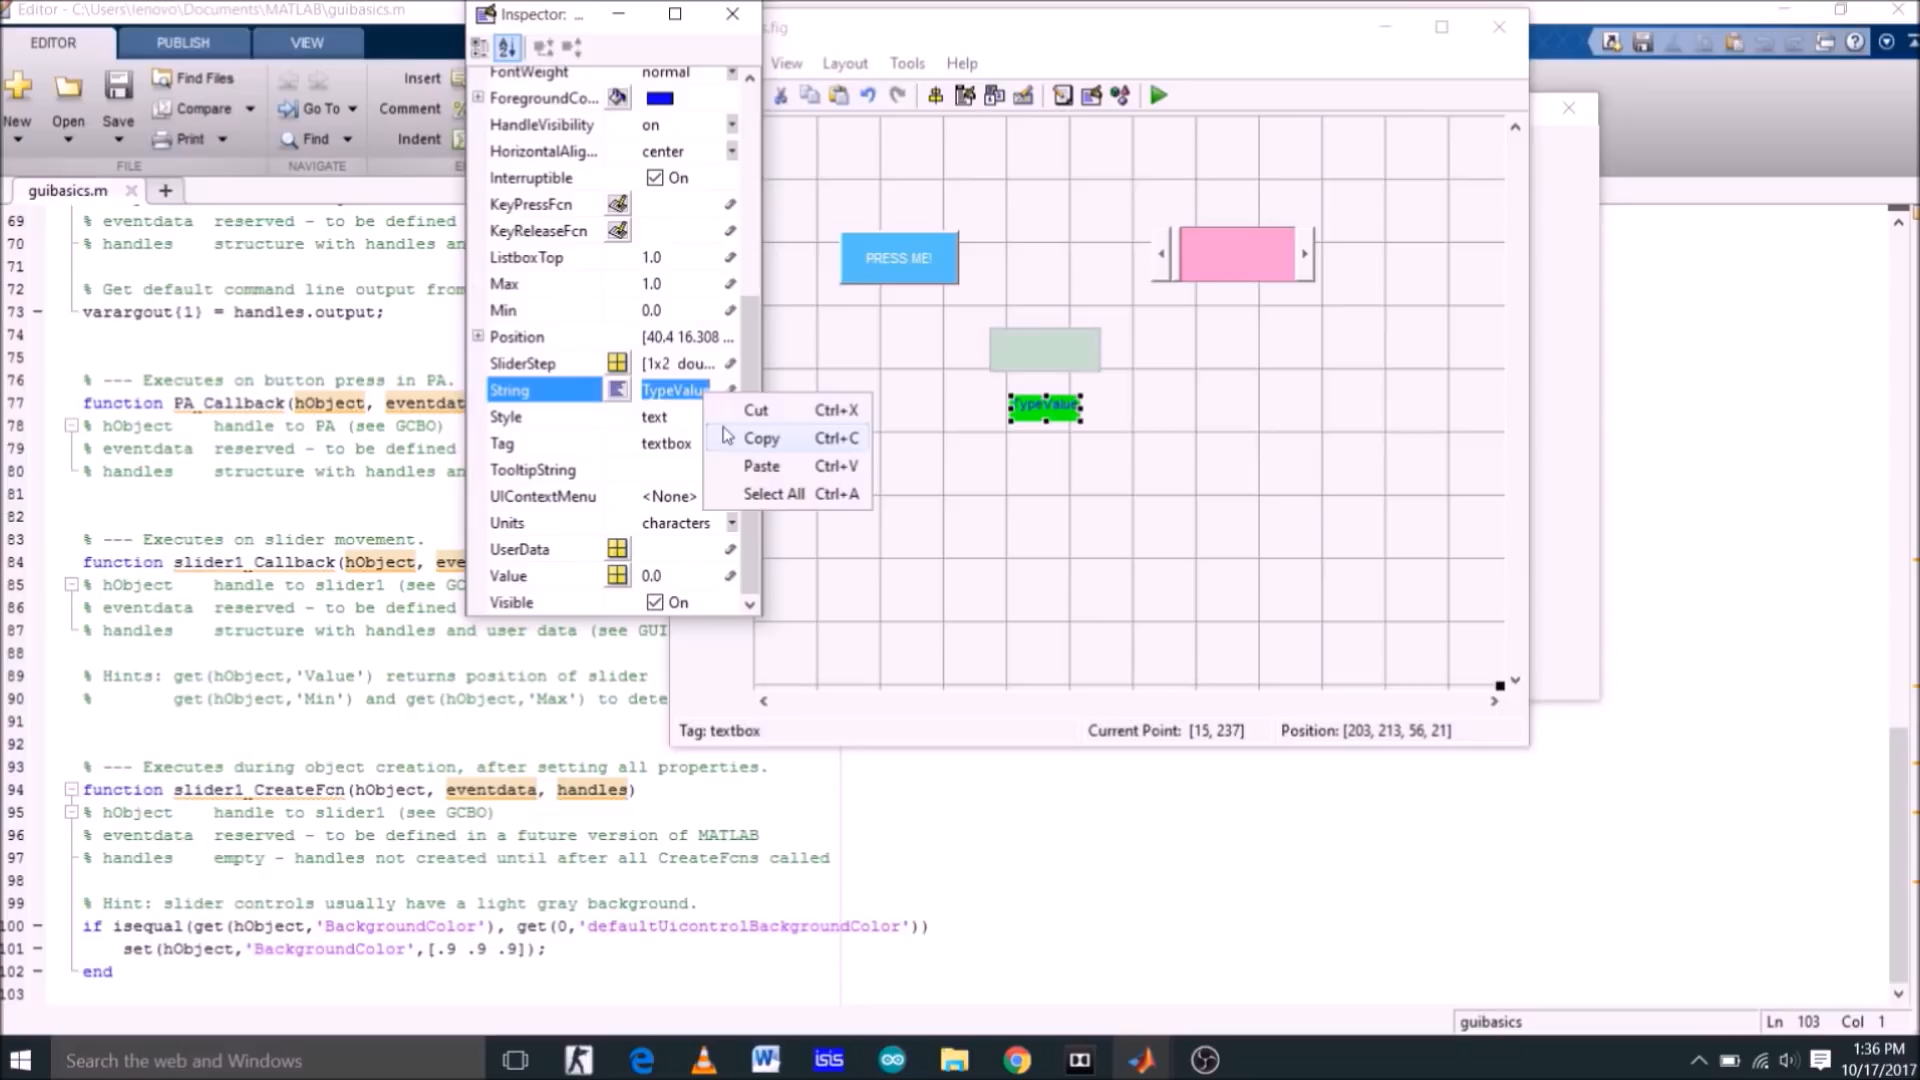 Editor - C:\Users\lenovo\Documents\MATLAB\guibasics.m
EDITOR
PUBLISH
VIEW
New
Open
Save
Find Files
Compare
Print
Go To
Find
Insert
Comment
Indent
FILE
NAVIGATE
guibasics.m
69 % eventdata reserved - to be defined
70 % handles structure with handles an
71
72 % Get default command line output from
73 varargout{1} = handles.output;
74
75
76 % --- Executes on button press in PA.
77 function PA_Callback(hObject, eventdat
78 % hObject handle to PA (see GCBO)
79 % eventdata reserved - to be defined
80 % handles structure with handles an
81
82
83 % --- Executes on slider movement.
84 function slider1_Callback(hObject, eve
85 % hObject handle to slider1 (see GC
86 % eventdata reserved - to be defined
87 % handles structure with handles and user data (see GUI
88
89 % Hints: get(hObject,'Value') returns position of slider
90 % get(hObject,'Min') and get(hObject,'Max') to dete
91
92
93 % --- Executes during object creation, after setting all properties.
94 function slider1_CreateFcn(hObject, eventdata, handles)
95 % hObject handle to slider1 (see GCBO)
96 % eventdata reserved - to be defined in a future version of MATLAB
97 % handles empty - handles not created until after all CreateFcns called
98
99 % Hint: slider controls usually have a light gray background.
100 if isequal(get(hObject,'BackgroundColor'), get(0,'defaultUicontrolBackgroundColor'))
101 set(hObject,'BackgroundColor',[.9 .9 .9]);
102 end
103
Inspector: ...
FontWeight normal
ForegroundCo...
HandleVisibility on
HorizontalAlig... center
Interruptible On
KeyPressFcn
KeyReleaseFcn
ListboxTop 1.0
Max 1.0
Min 0.0
Position [40.4 16.308 ...
SliderStep [1x2 dou...
String TypeValue
Style text
Tag textbox
TooltipString
UIContextMenu <None>
Units characters
UserData
Value 0.0
Visible On
Cut Ctrl+X
Copy Ctrl+C
Paste Ctrl+V
Select All Ctrl+A
s.fig
View Layout Tools Help
PRESS ME!
TypeValue
Tag: textbox
Current Point: [15, 237]
Position: [203, 213, 56, 21]
guibasics
Ln 103 Col 1
Search the web and Windows
isis
1:36 PM
10/17/2017